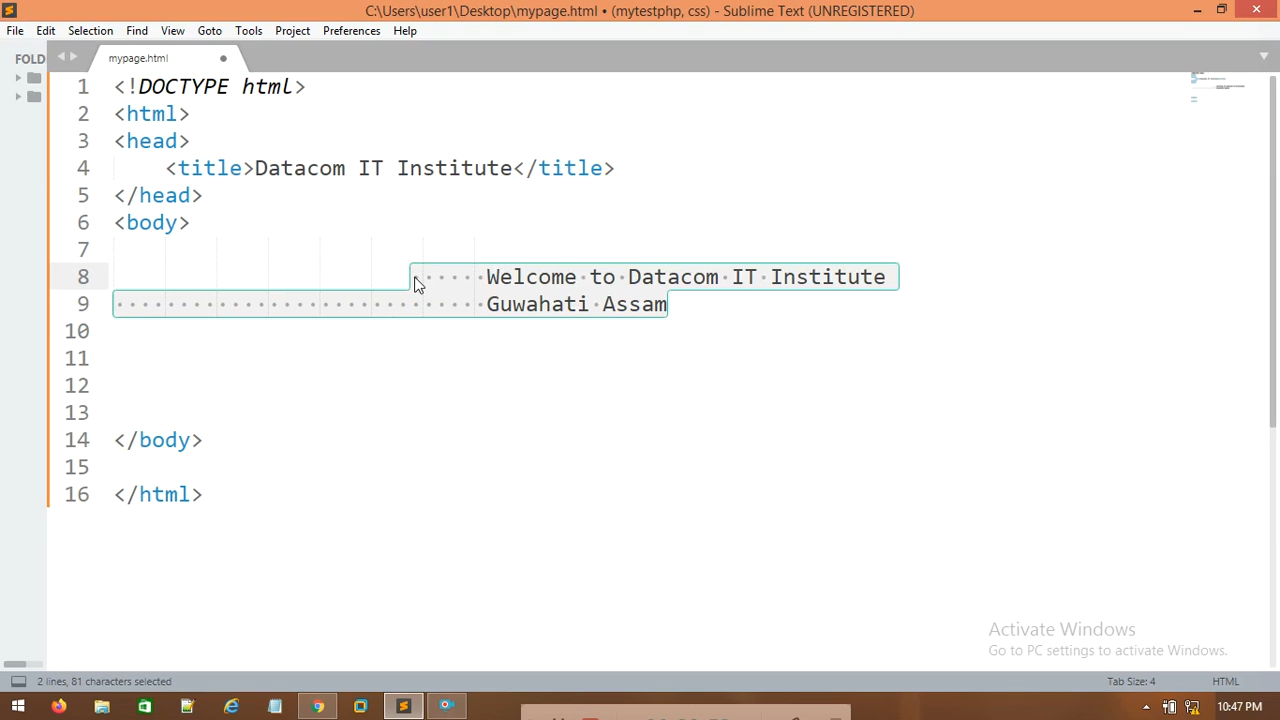 C:\Users\user1\Desktop\mypage.html • (mytestphp, css) - Sublime Text (UNREGISTERED)
File Edit Selection Find View Goto Tools Project Preferences Help
FOLD
mypage.html
1 <!DOCTYPE html>
2 <html>
3 <head>
4 <title>Datacom IT Institute</title>
5 </head>
6 <body>
7
8 Welcome to Datacom IT Institute
9 Guwahati Assam
10
11
12
13
14 </body>
15
16 </html>
Activate Windows
Go to PC settings to activate Windows.
2 lines, 81 characters selected Tab Size: 4 HTML
10:47 PM